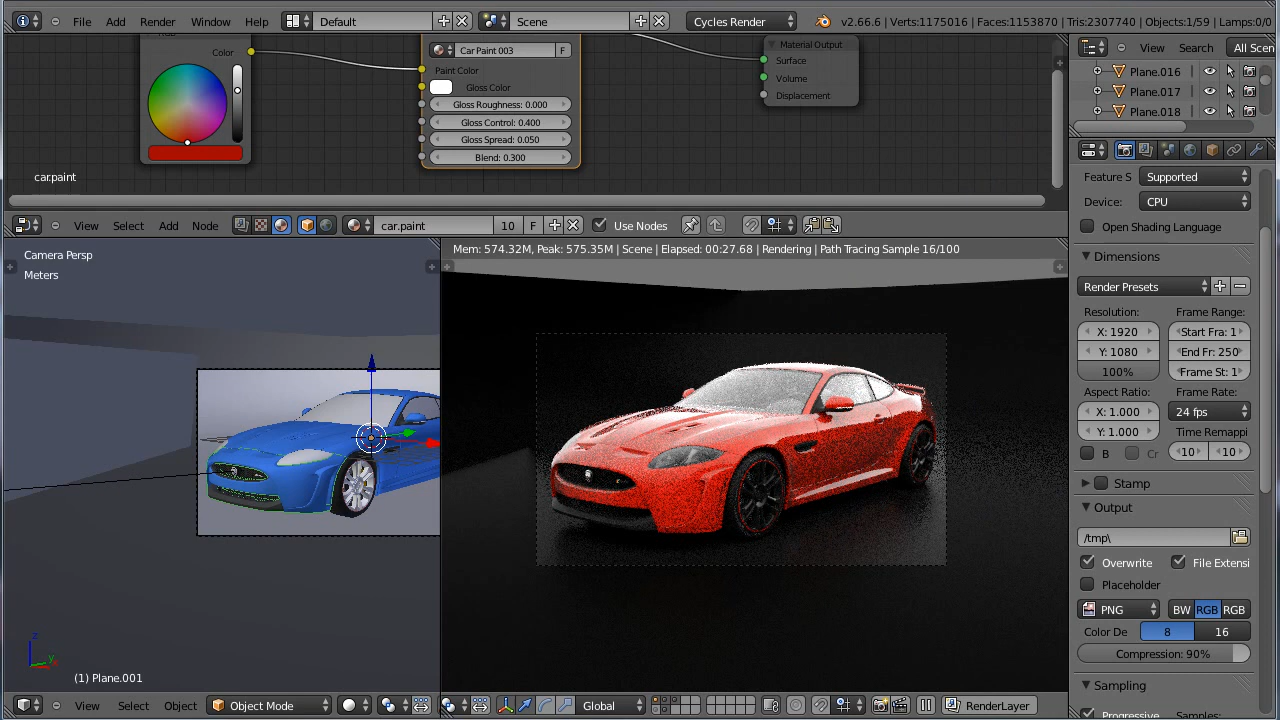 File Add Render Window Help Default Scene Cycles Render v2.66.6 | Verts:1175016 | Faces:1153870 | Tris:2307740 | Objects:1/59 | Lamps:0/0
Color
Car Paint 003 F
Paint Color
Gloss Color
Gloss Roughness: 0.000
Gloss Control: 0.400
Gloss Spread: 0.050
Blend: 0.300
Material Output
Surface
Volume
Displacement
car.paint
View Search All Scen
Plane.016
Plane.017
Plane.018
View Select Add Node car.paint 10 F Use Nodes
Camera Persp
Meters
(1) Plane.001
z
y
Mem: 574.32M, Peak: 575.35M | Scene | Elapsed: 00:27.68 | Rendering | Path Tracing Sample 16/100
Feature S Supported
Device: CPU
Open Shading Language
Dimensions
Render Presets
Resolution: Frame Range:
X: 1920 Start Fra: 1
Y: 1080 End Fr: 250
100% Frame St: 1
Aspect Ratio: Frame Rate:
X: 1.000 24 fps
Y: 1.000 Time Remappi
B Cr 10 10
Stamp
Output
/tmp\
Overwrite File Extensi
Placeholder
PNG BW RGB RGB
Color De 8 16
Compression: 90%
Sampling
Progressive Samples:
View Select Object Object Mode Global RenderLayer